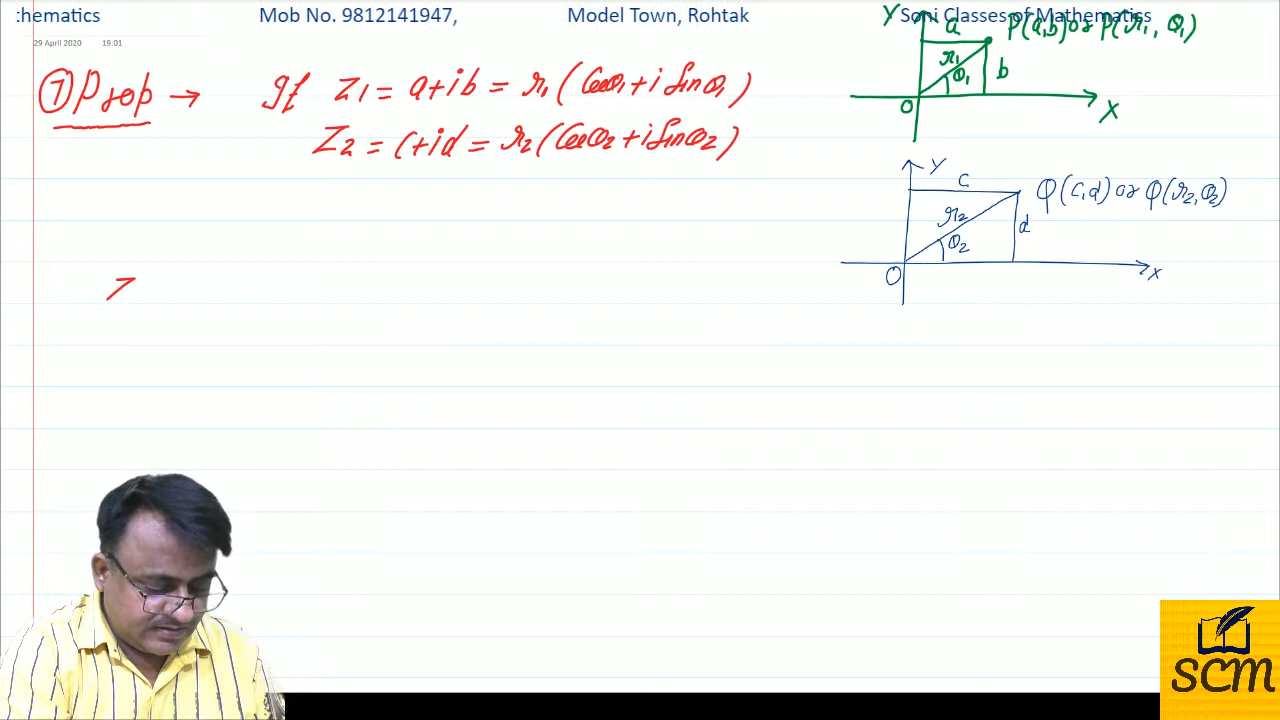 :hematics Mob No. 9812141947, Model Town, Rohtak Soni Classes of Mathematics
29 April 2020 19:01
⑦ Prop → If Z1 = a+ib = r1 (Cosθ1 + i Sinθ1)
Z2 = c+id = r2 (Cosθ2 + i Sinθ2)
Y
a
P(a,b) or P(r1, θ1)
r1
θ1
b
O
X
Y
c
Q(c,d) or Q(r2,θ2)
r2
θ2
d
O
X
SCM